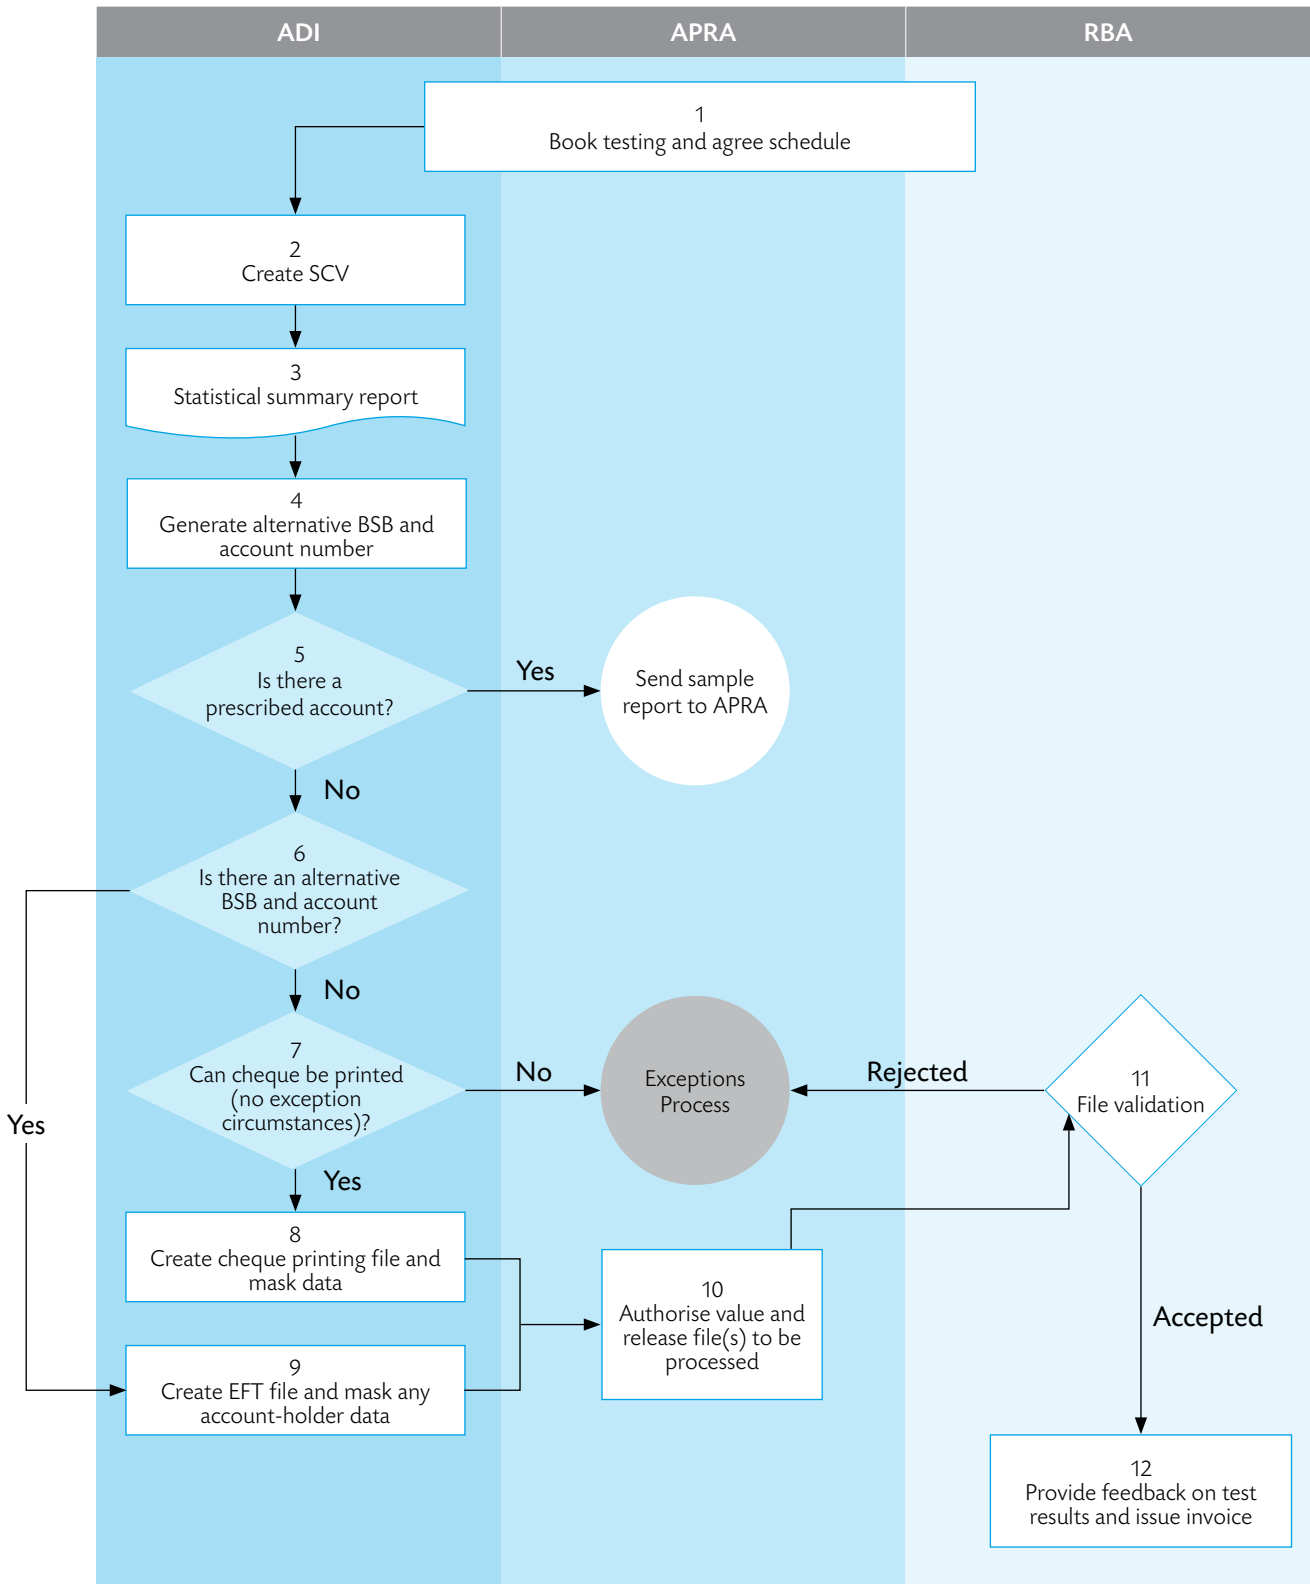 ADI
APRA
RBA
1
Book testing and agree schedule
2
Create SCV
3
Statistical summary report
4
Generate alternative BSB and
account number
5
Is there a
prescribed account?
Yes
Send sample
report to APRA
No
6
Is there an alternative
BSB and account
number?
No
7
Can cheque be printed
(no exception
circumstances)?
No
Exceptions
Process
Rejected
11
File validation
Yes
Yes
8
Create cheque printing file and
mask data
10
Authorise value and
release file(s) to be
processed
Accepted
9
Create EFT file and mask any
account-holder data
12
Provide feedback on test
results and issue invoice